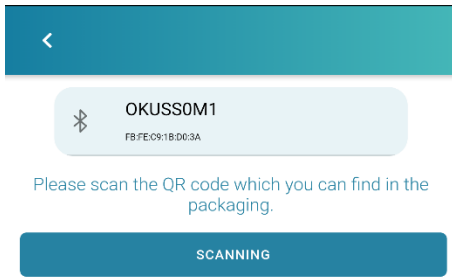 OKUSS0M1
FB:FE:C9:1B:D0:3A
Please scan the QR code which you can find in the
packaging.
SCANNING